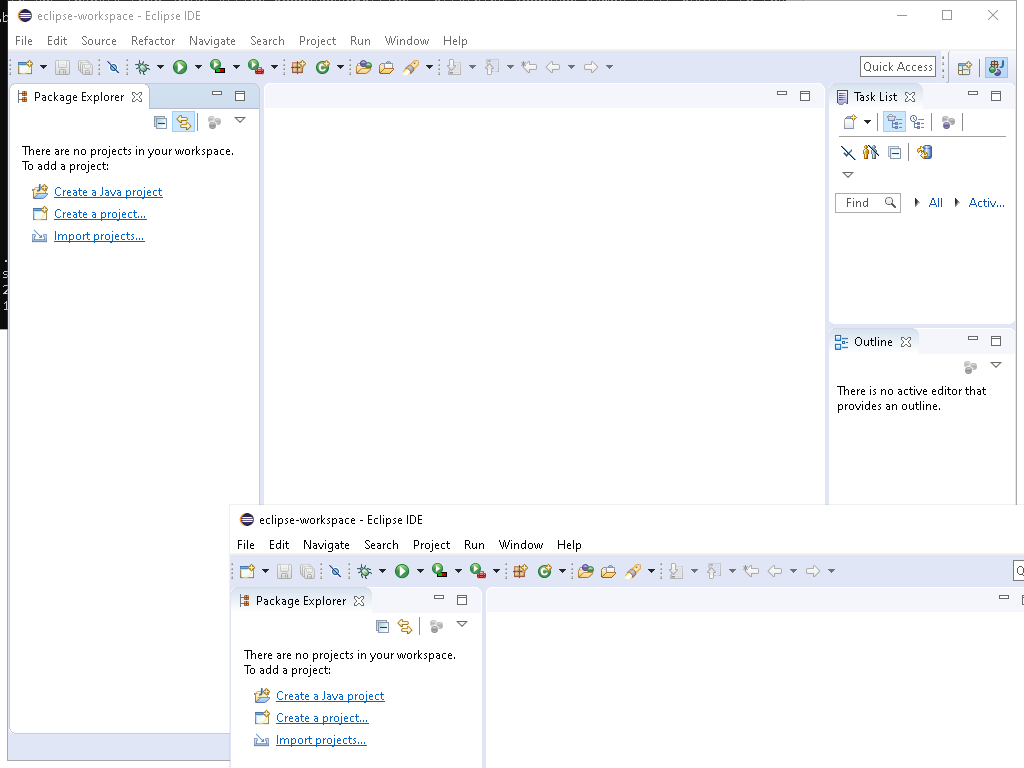 eclipse-workspace - Eclipse IDE
File Edit Source Refactor Navigate Search Project Run Window Help
Quick Access
Package Explorer
There are no projects in your workspace.
To add a project:
Create a Java project
Create a project...
Import projects...
Task List
Find All Activ...
Outline
There is no active editor that
provides an outline.
eclipse-workspace - Eclipse IDE
File Edit Navigate Search Project Run Window Help
Package Explorer
There are no projects in your workspace.
To add a project:
Create a Java project
Create a project...
Import projects...